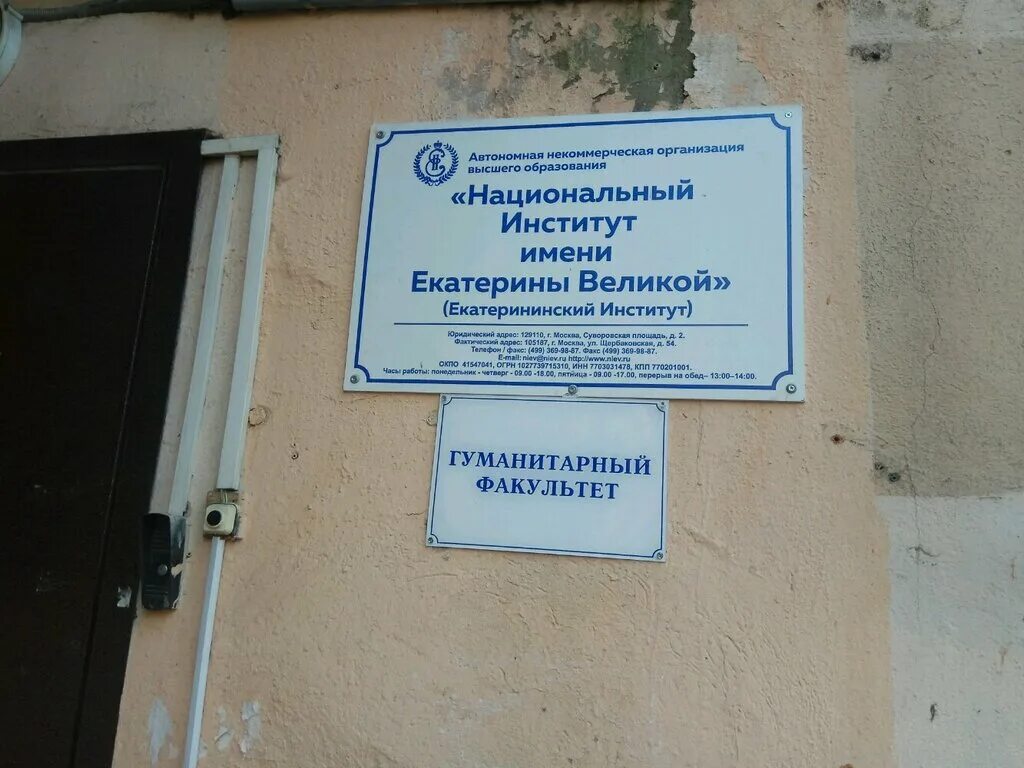 Автономная некоммерческая организация
высшего образования
«Национальный
Институт
имени
Екатерины Великой»
(Екатерининский Институт)
Юридический адрес: 129110, г. Москва, Суворовская площадь, д. 2.
Фактический адрес: 105187, г. Москва, ул. Щербаковская, д. 54.
Телефон / факс: (499) 369-98-87. Факс (499) 369-98-87.
E-mail: niev@niev.ru http://www.niev.ru
ОКПО 41547041, ОГРН 1027739715310, ИНН 7703031478, КПП 770201001.
Часы работы: понедельник - четверг - 09.00 -18.00, пятница - 09.00 -17.00, перерыв на обед– 13:00–14:00.
ГУМАНИТАРНЫЙ
ФАКУЛЬТЕТ